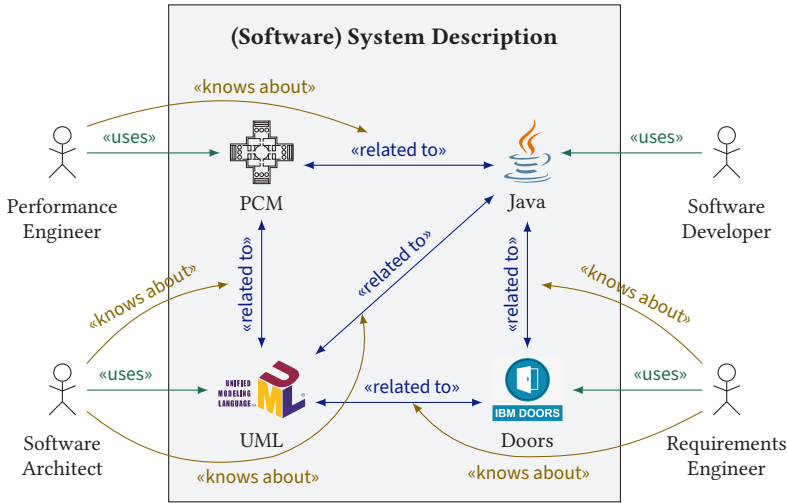 (Software) System Description
«knows about»
«uses»
«related to»
«uses»
Performance
Engineer
PCM
Java
Software
Developer
«related to»
«related to»
«related to»
«knows about»
«knows about»
«uses»
UNIFIED
MODELING
LANGUAGE™
UML
«related to»
IBM DOORS
«uses»
Software
Architect
UML
Doors
Requirements
Engineer
«knows about»
«knows about»